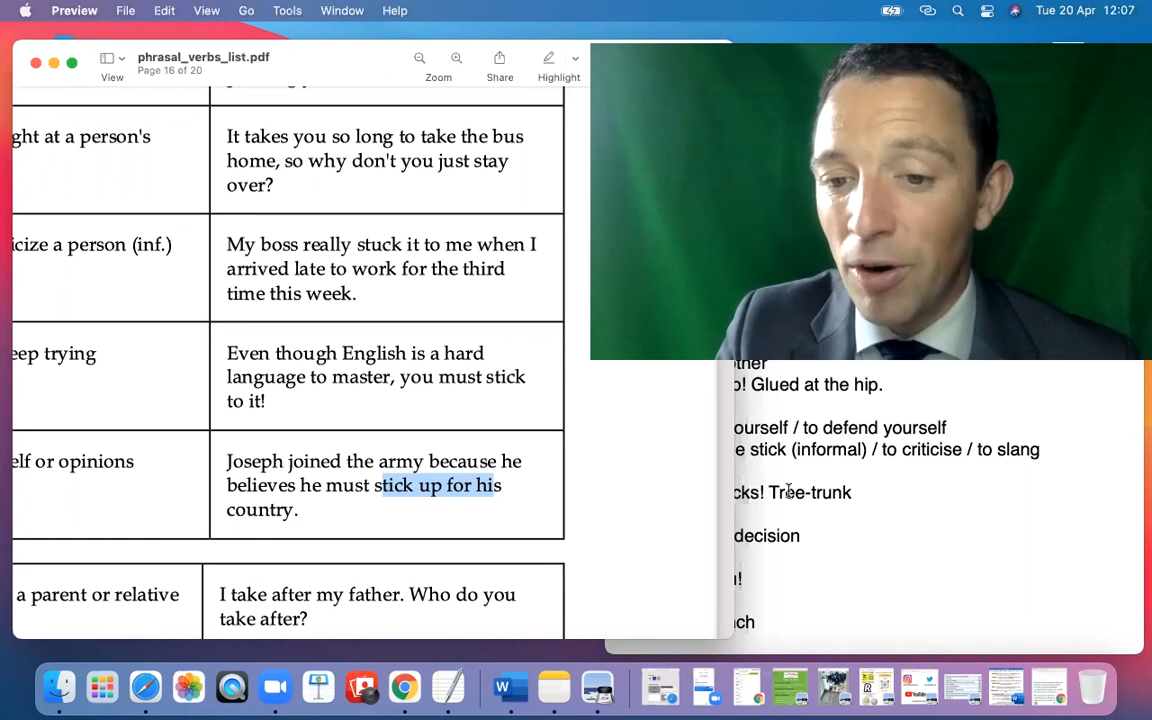 Preview File Edit View Go Tools Window Help Tue 20 Apr 12:07
phrasal_verbs_list.pdf
Page 16 of 20
View Zoom Share Highlight
ght at a person's
It takes you so long to take the bus
home, so why don't you just stay
over?
icize a person (inf.)
My boss really stuck it to me when I
arrived late to work for the third
time this week.
eep trying
Even though English is a hard
language to master, you must stick
to it!
elf or opinions
Joseph joined the army because he
believes he must stick up for his
country.
a parent or relative
I take after my father. Who do you
take after?
other
o! Glued at the hip.
ourself / to defend yourself
e stick (informal) / to criticise / to slang
cks! Tree-trunk
decision
u!
nch